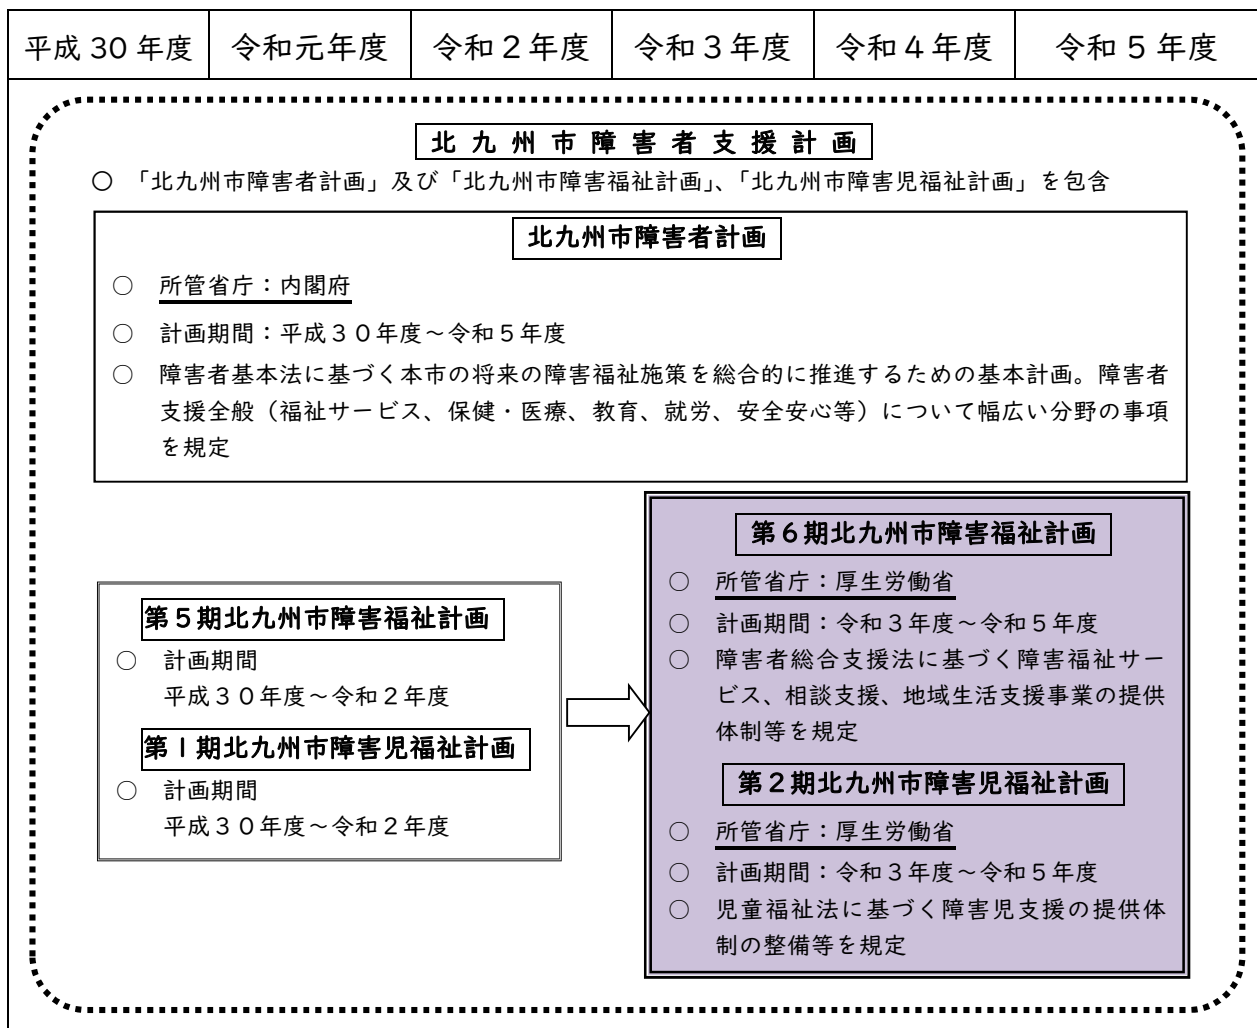 平成30年度 令和元年度 令和２年度 令和３年度 令和４年度 令和５年度
北九州市障害者支援計画
○ 「北九州市障害者計画」及び「北九州市障害福祉計画」、「北九州市障害児福祉計画」を包含
北九州市障害者計画
○ 所管省庁：内閣府
○ 計画期間：平成３０年度～令和５年度
○ 障害者基本法に基づく本市の将来の障害福祉施策を総合的に推進するための基本計画。障害者
支援全般（福祉サービス、保健・医療、教育、就労、安全安心等）について幅広い分野の事項
を規定
第５期北九州市障害福祉計画
○ 計画期間
平成３０年度～令和２年度
第１期北九州市障害児福祉計画
○ 計画期間
平成３０年度～令和２年度
第６期北九州市障害福祉計画
○ 所管省庁：厚生労働省
○ 計画期間：令和３年度～令和５年度
○ 障害者総合支援法に基づく障害福祉サー
ビス、相談支援、地域生活支援事業の提供
体制等を規定
第２期北九州市障害児福祉計画
○ 所管省庁：厚生労働省
○ 計画期間：令和３年度～令和５年度
○ 児童福祉法に基づく障害児支援の提供体
制の整備等を規定